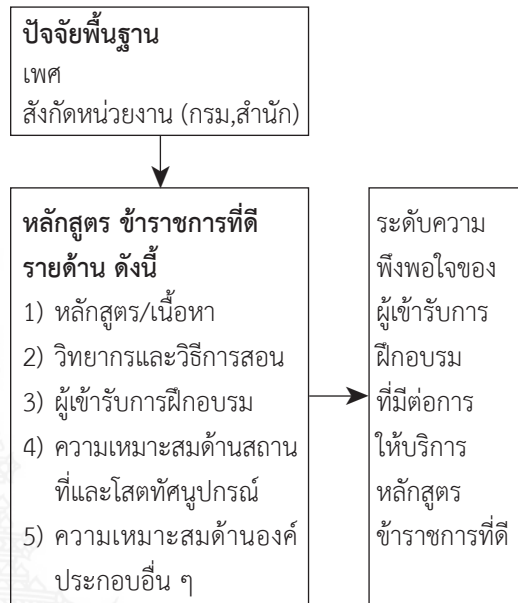 ปัจจัยพื้นฐาน
เพศ
สังกัดหน่วยงาน (กรม,สำนัก)
หลักสูตร ข้าราชการที่ดี
รายด้าน ดังนี้
1) หลักสูตร/เนื้อหา
2) วิทยากรและวิธีการสอน
3) ผู้เข้ารับการฝึกอบรม
4) ความเหมาะสมด้านสถาน
ที่และโสตทัศนูปกรณ์
5) ความเหมาะสมด้านองค์
ประกอบอื่น ๆ
ระดับความ
พึงพอใจของ
ผู้เข้ารับการ
ฝึกอบรม
ที่มีต่อการ
ให้บริการ
หลักสูตร
ข้าราชการที่ดี